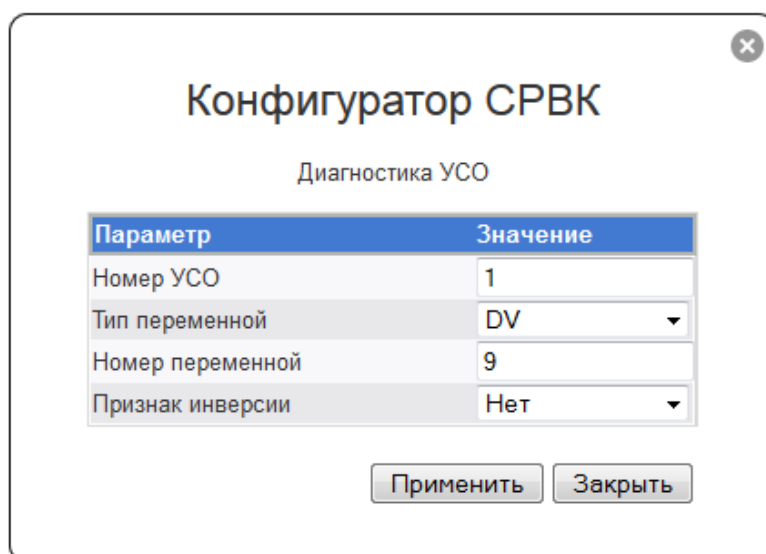 Конфигуратор СРВК
Диагностика УСО
Параметр Значение
Номер УСО 1
Тип переменной DV
Номер переменной 9
Признак инверсии Нет
Применить Закрыть